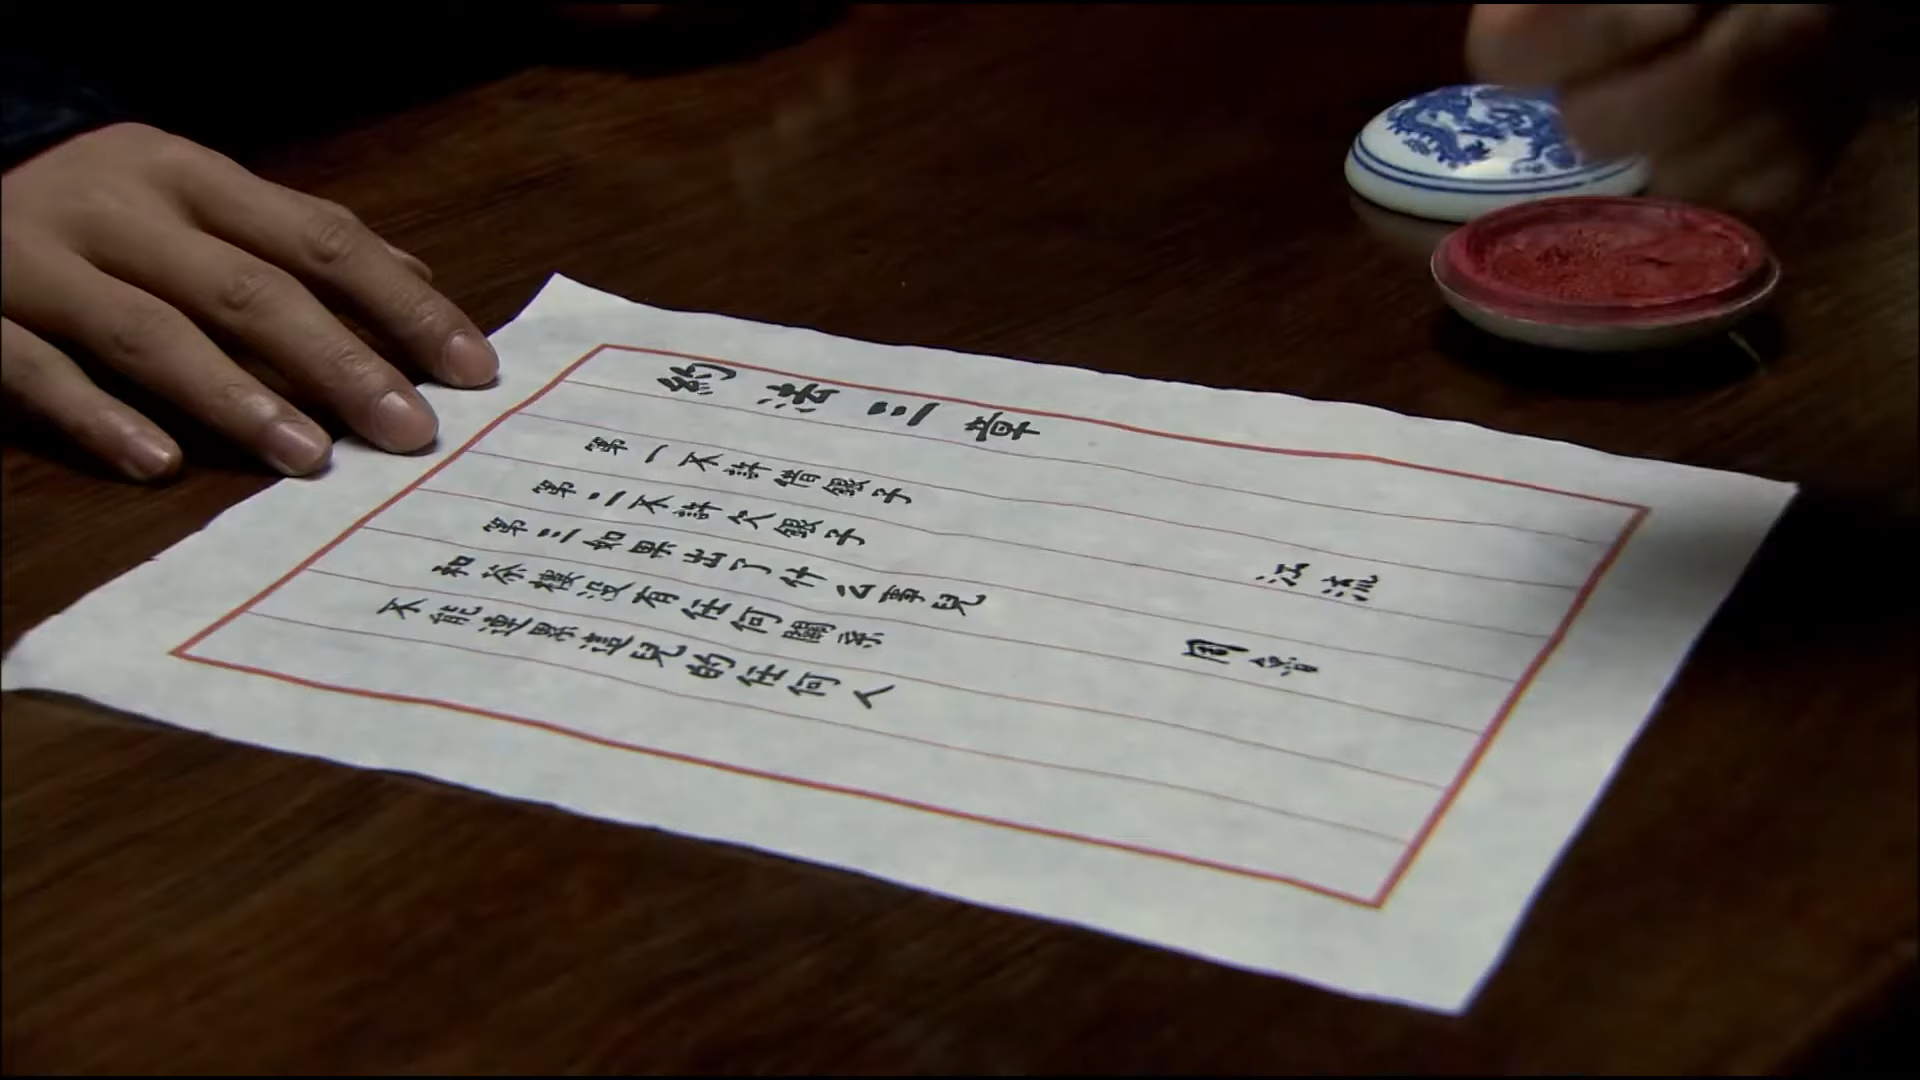 約法三章
第一不許借銀子
第二不許欠銀子
第三如果出了什么事兒
和茶樓没有任何關系
不能連累這兒的任何人
江流
周晉